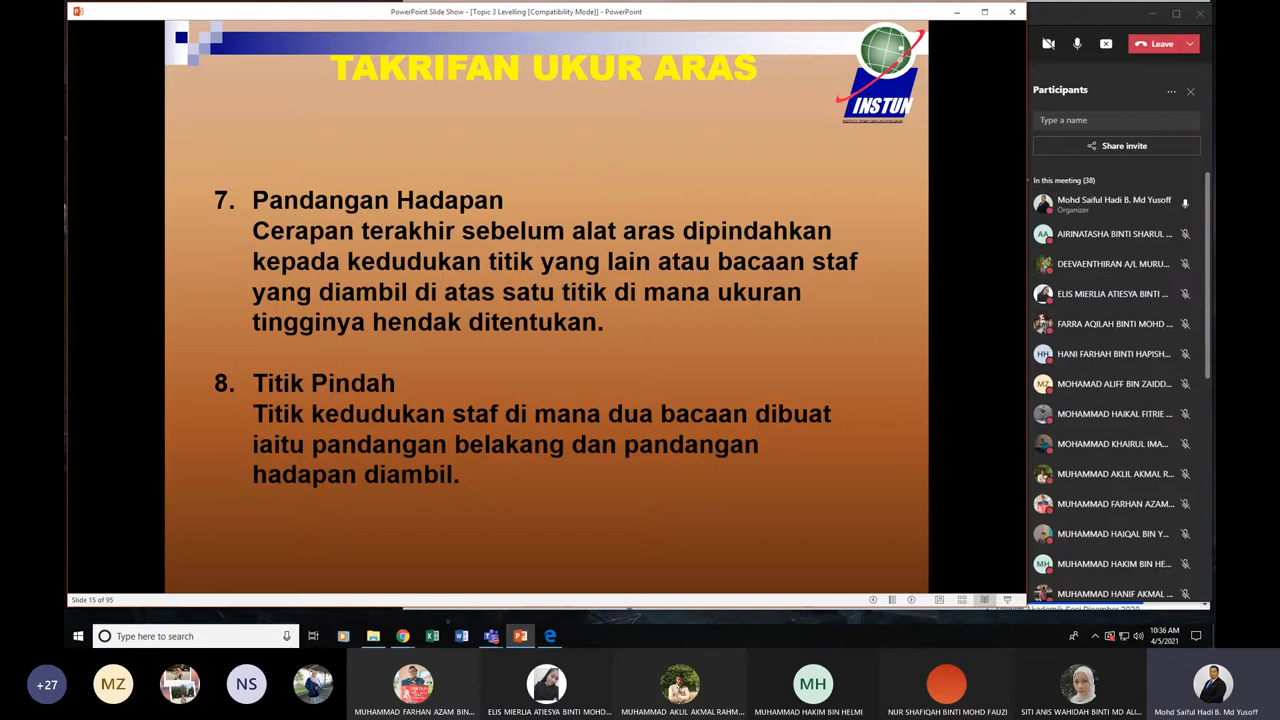 PowerPoint Slide Show - [Topic 3 Levelling [Compatibility Mode]] - PowerPoint
TAKRIFAN UKUR ARAS
INSTUN
7. Pandangan Hadapan
Cerapan terakhir sebelum alat aras dipindahkan
kepada kedudukan titik yang lain atau bacaan staf
yang diambil di atas satu titik di mana ukuran
tingginya hendak ditentukan.
8. Titik Pindah
Titik kedudukan staf di mana dua bacaan dibuat
iaitu pandangan belakang dan pandangan
hadapan diambil.
Slide 15 of 95
Leave
Participants
Type a name
Share invite
In this meeting (38)
Mohd Saiful Hadi B. Md Yusoff
Organizer
AA AIRINATASHA BINTI SHARUL ...
DEEVAENTHIRAN A/L MURU...
ELIS MIERLIA ATIESYA BINTI ...
FARRA AQILAH BINTI MOHD ...
HH HANI FARHAH BINTI HAPISH...
MZ MOHAMAD ALIFF BIN ZAIDD...
MOHAMMAD HAIKAL FITRIE ...
MOHAMMAD KHAIRUL IMA...
MUHAMMAD AKLIL AKMAL R...
MUHAMMAD FARHAN AZAM...
MUHAMMAD HAIQAL BIN Y...
MH MUHAMMAD HAKIM BIN HE...
MUHAMMAD HANIF AKMAL ...
Type here to search
10:36 AM
4/5/2021
+27
MZ
NS
MH
MUHAMMAD FARHAN AZAM BIN...
ELIS MIERLIA ATIESYA BINTI MOHD...
MUHAMMAD AKLIL AKMAL RAHM...
MUHAMMAD HAKIM BIN HELMI
NUR SHAFIQAH BINTI MOHD FAUZI
SITI ANIS WAHIDAH BINTI MD ALI...
Mohd Saiful Hadi B. Md Yusoff